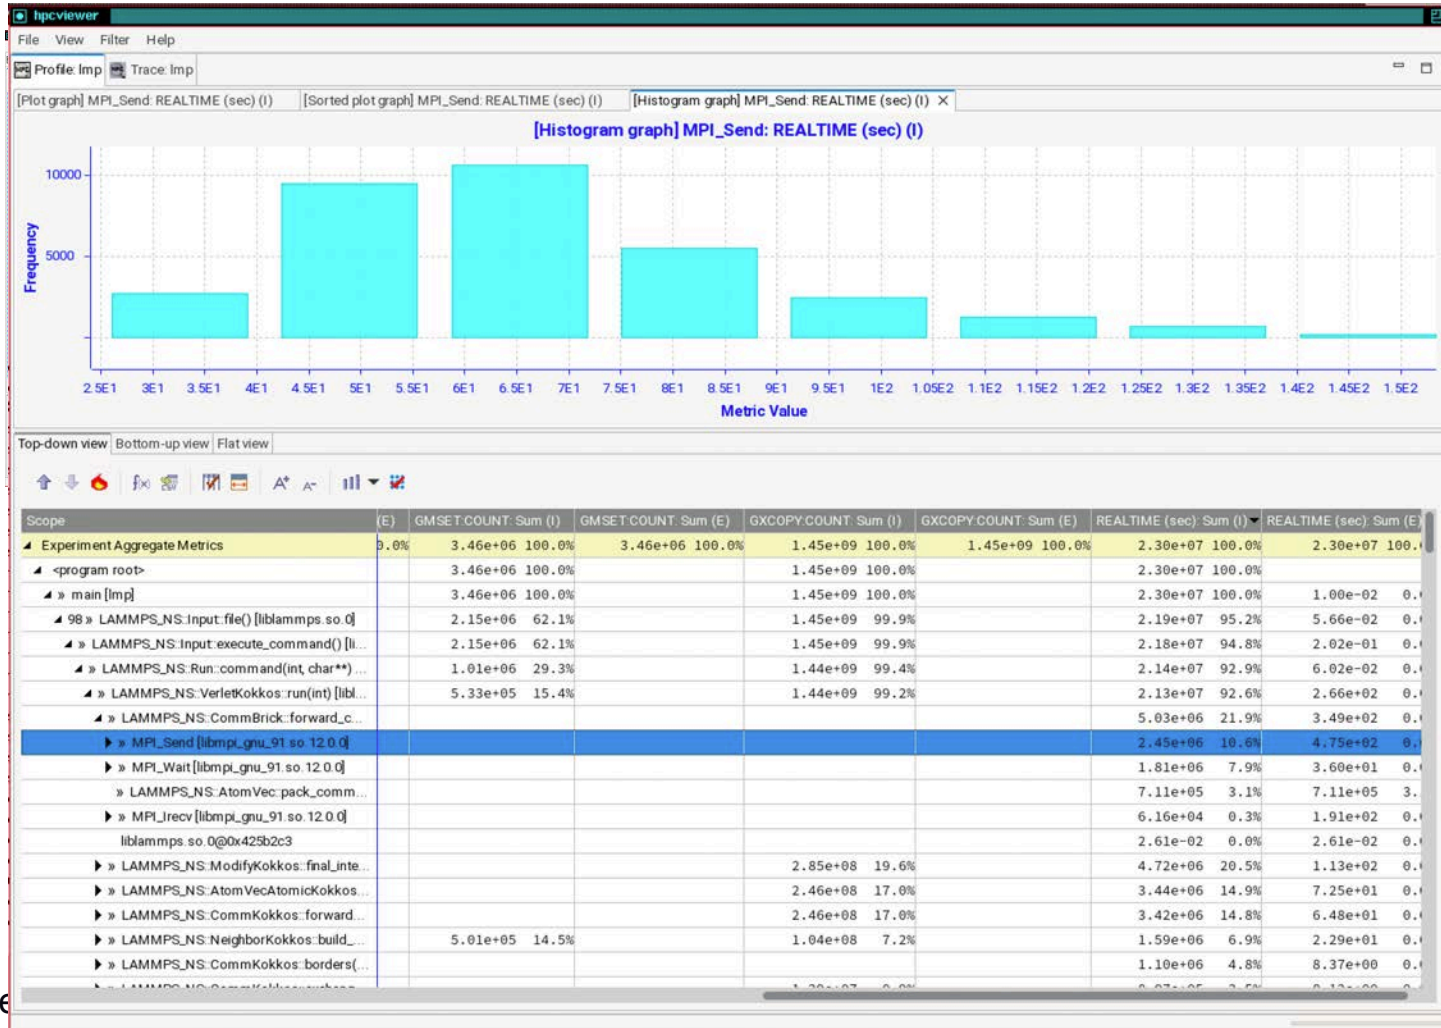 hpcviewer
File View Filter Help
Profile: lmp Trace: lmp
[Plot graph] MPI_Send: REALTIME (sec) (I) [Sorted plot graph] MPI_Send: REALTIME (sec) (I) [Histogram graph] MPI_Send: REALTIME (sec) (I)
[Histogram graph] MPI_Send: REALTIME (sec) (I)
10000
5000
Frequency
2.5E1 3E1 3.5E1 4E1 4.5E1 5E1 5.5E1 6E1 6.5E1 7E1 7.5E1 8E1 8.5E1 9E1 9.5E1 1E2 1.05E2 1.1E2 1.15E2 1.2E2 1.25E2 1.3E2 1.35E2 1.4E2 1.45E2 1.5E2
Metric Value
Top-down view Bottom-up view Flat view
f(x) A+ A-
Scope (E) GMSET:COUNT: Sum (I) GMSET:COUNT: Sum (E) GXCOPY:COUNT: Sum (I) GXCOPY:COUNT: Sum (E) REALTIME (sec): Sum (I) REALTIME (sec): Sum (E)
Experiment Aggregate Metrics 0.0% 3.46e+06 100.0% 3.46e+06 100.0% 1.45e+09 100.0% 1.45e+09 100.0% 2.30e+07 100.0% 2.30e+07 100.
<program root> 3.46e+06 100.0% 1.45e+09 100.0% 2.30e+07 100.0%
» main [lmp] 3.46e+06 100.0% 1.45e+09 100.0% 2.30e+07 100.0% 1.00e-02 0.
98 » LAMMPS_NS::Input::file() [liblammps.so.0] 2.15e+06 62.1% 1.45e+09 99.9% 2.19e+07 95.2% 5.66e-02 0.
» LAMMPS_NS::Input::execute_command() [li... 2.15e+06 62.1% 1.45e+09 99.9% 2.18e+07 94.8% 2.02e-01 0.
» LAMMPS_NS::Run::command(int, char**) ... 1.01e+06 29.3% 1.44e+09 99.4% 2.14e+07 92.9% 6.02e-02 0.
» LAMMPS_NS::VerletKokkos::run(int) [libl... 5.33e+05 15.4% 1.44e+09 99.2% 2.13e+07 92.6% 2.66e+02 0.
» LAMMPS_NS::CommBrick::forward_c... 5.03e+06 21.9% 3.49e+02 0.
» MPI_Send [libmpi_gnu_91.so.12.0.0] 2.45e+06 10.6% 4.75e+02 0.
» MPI_Wait [libmpi_gnu_91.so.12.0.0] 1.81e+06 7.9% 3.60e+01 0.
» LAMMPS_NS::AtomVec::pack_comm... 7.11e+05 3.1% 7.11e+05 3.
» MPI_Irecv [libmpi_gnu_91.so.12.0.0] 6.16e+04 0.3% 1.91e+02 0.
liblammps.so.0@0x425b2c3 2.61e-02 0.0% 2.61e-02 0.
» LAMMPS_NS::ModifyKokkos::final_inte... 2.85e+08 19.6% 4.72e+06 20.5% 1.13e+02 0.
» LAMMPS_NS::AtomVecAtomicKokkos... 2.46e+08 17.0% 3.44e+06 14.9% 7.25e+01 0.
» LAMMPS_NS::CommKokkos::forward... 2.46e+08 17.0% 3.42e+06 14.8% 6.48e+01 0.
» LAMMPS_NS::NeighborKokkos::build_... 5.01e+05 14.5% 1.04e+08 7.2% 1.59e+06 6.9% 2.29e+01 0.
» LAMMPS_NS::CommKokkos::borders(... 1.10e+06 4.8% 8.37e+00 0.